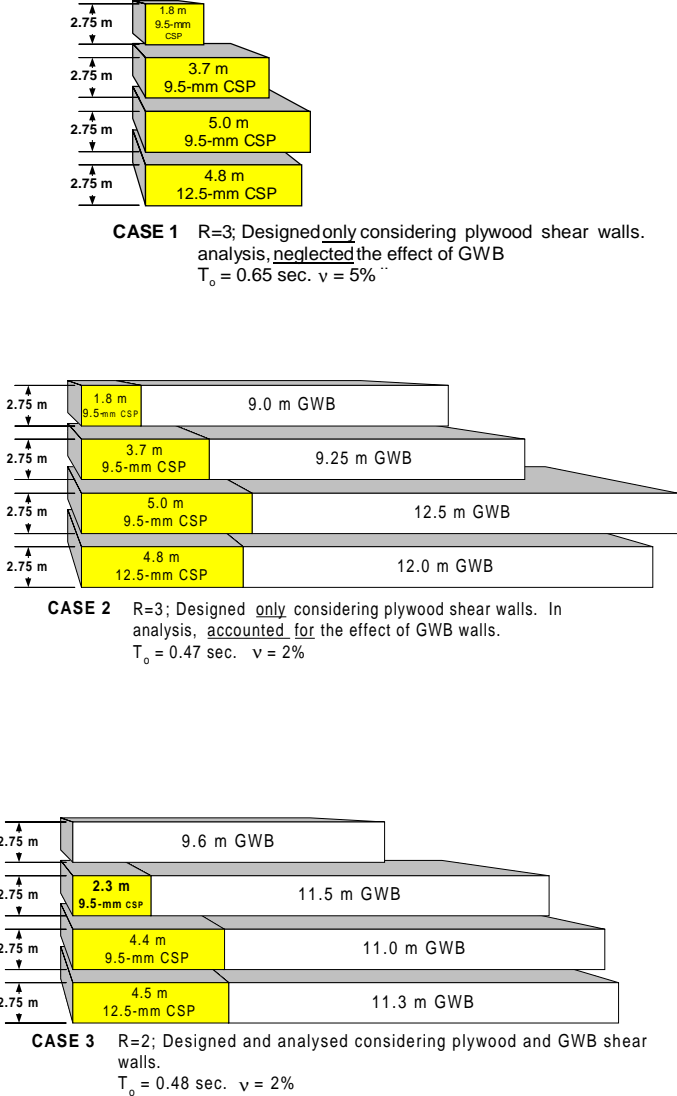 1.8 m
9.5-mm
CSP
2.75 m
3.7 m
9.5-mm CSP
2.75 m
5.0 m
9.5-mm CSP
2.75 m
4.8 m
12.5-mm CSP
2.75 m
CASE 1 R=3; Designed only considering plywood shear walls.
analysis, neglected the effect of GWB
To = 0.65 sec. ν = 5% ¨
2.75 m
1.8 m
9.5-mm CSP
9.0 m GWB
2.75 m
3.7 m
9.5-mm CSP
9.25 m GWB
2.75 m
5.0 m
9.5-mm CSP
12.5 m GWB
2.75 m
4.8 m
12.5-mm CSP
12.0 m GWB
CASE 2 R=3; Designed only considering plywood shear walls. In
analysis, accounted for the effect of GWB walls.
To = 0.47 sec. ν = 2%
2.75 m
9.6 m GWB
2.75 m
2.3 m
9.5-mm CSP
11.5 m GWB
2.75 m
4.4 m
9.5-mm CSP
11.0 m GWB
2.75 m
4.5 m
12.5-mm CSP
11.3 m GWB
CASE 3 R=2; Designed and analysed considering plywood and GWB shear
walls.
To = 0.48 sec. ν = 2%